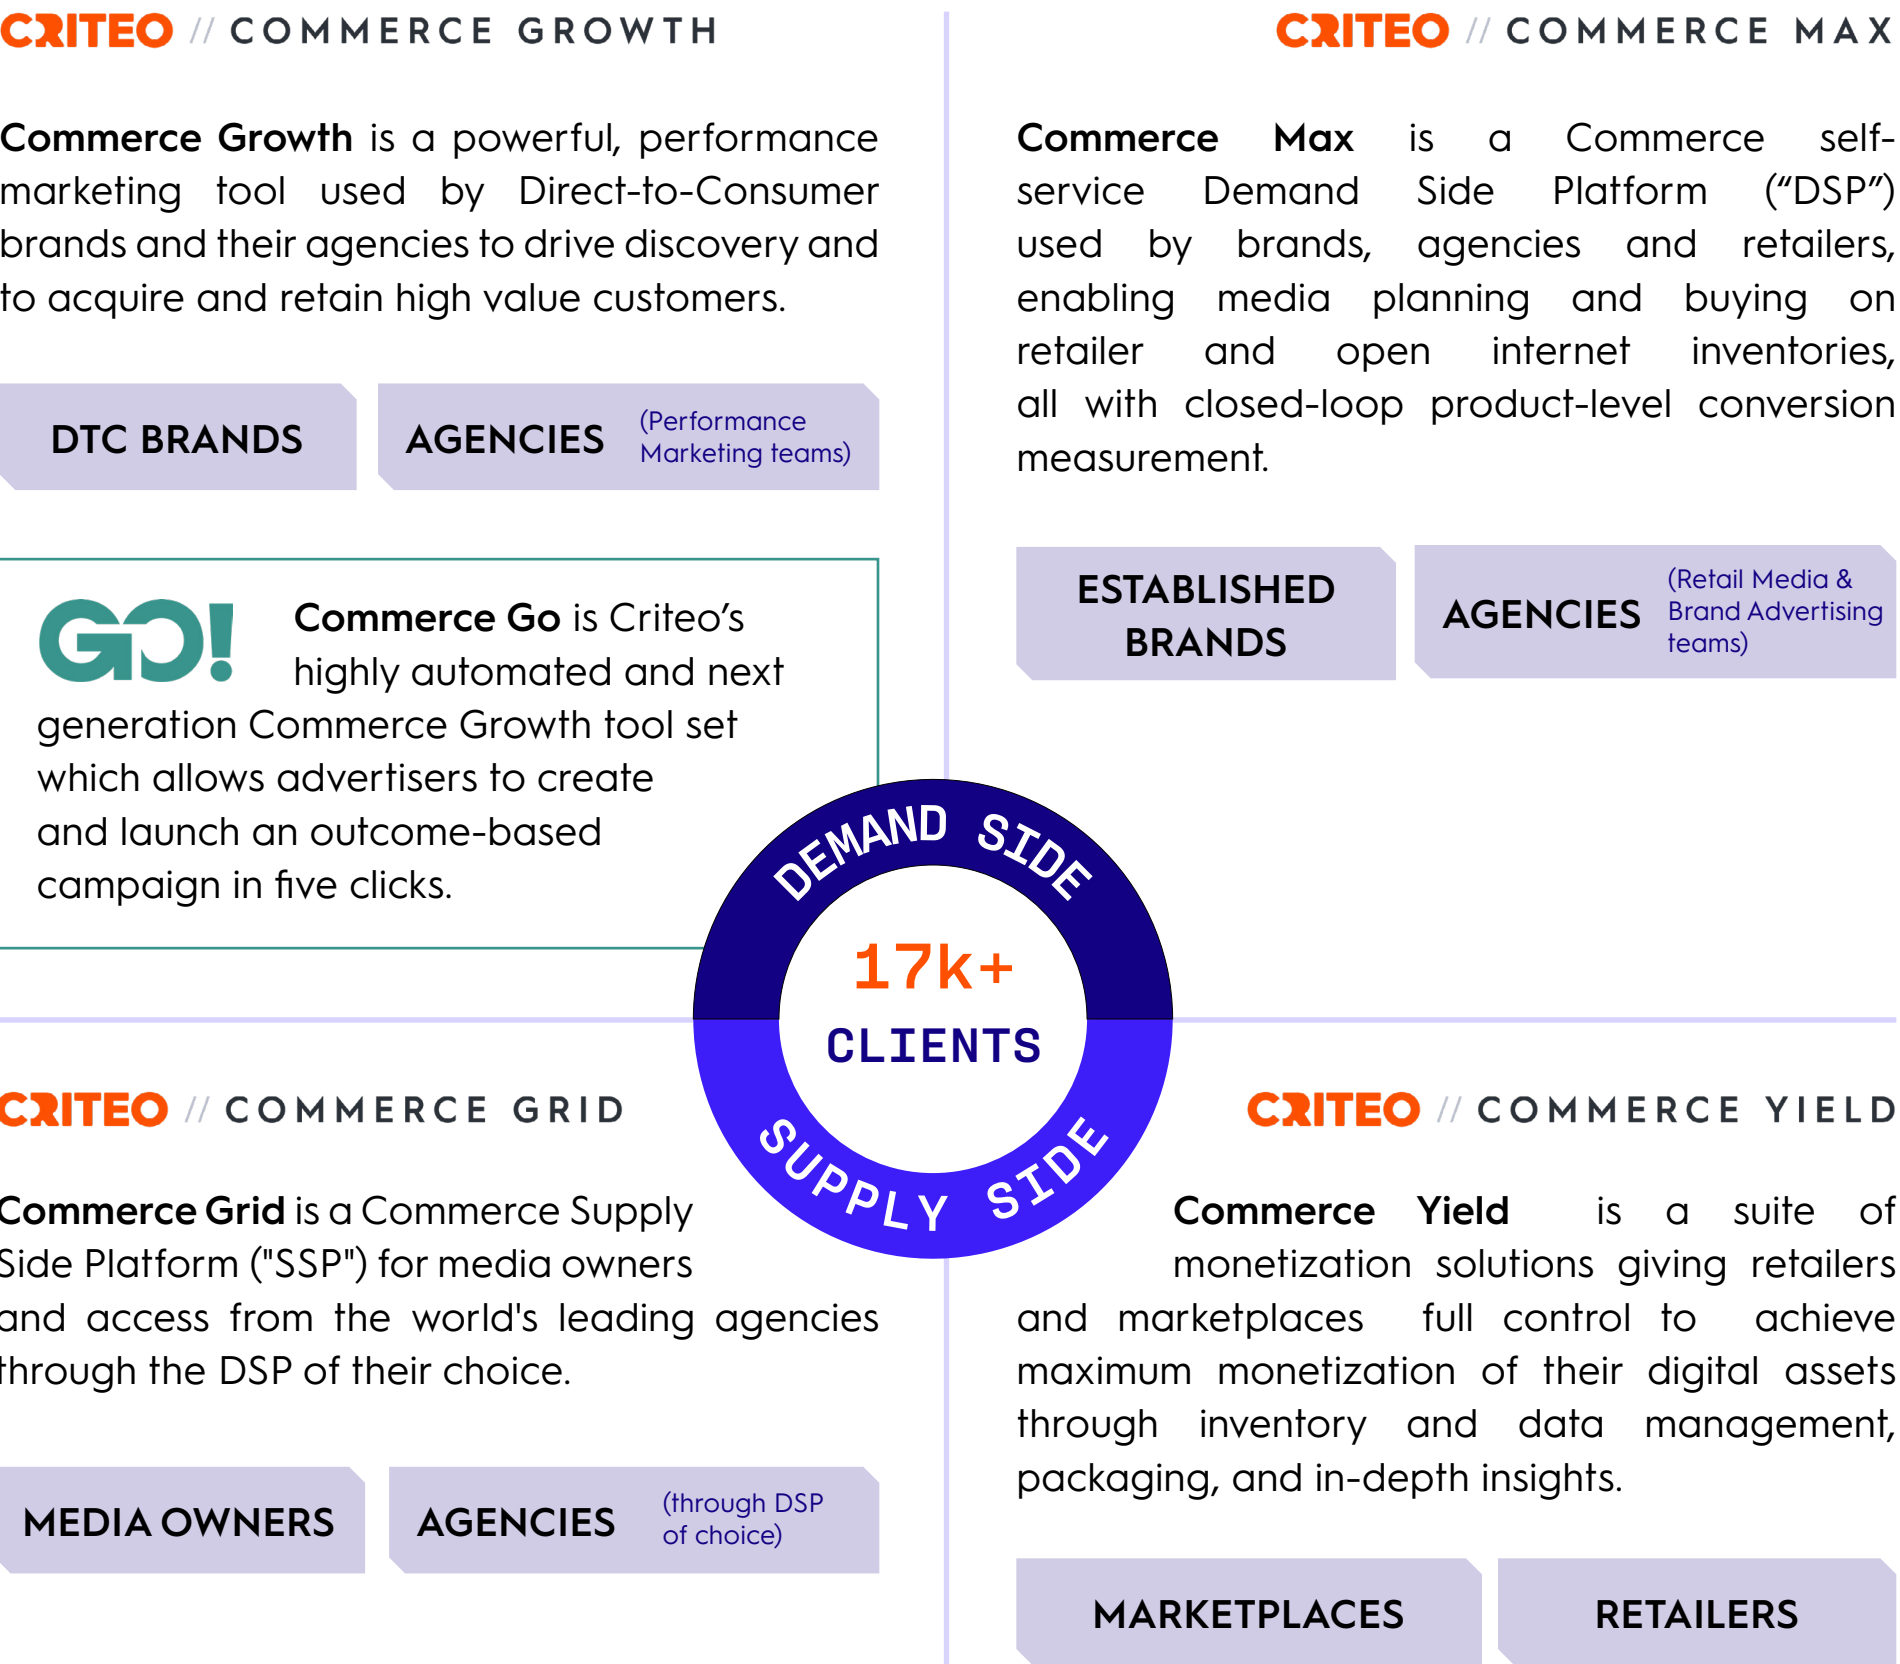 CRITEO // COMMERCE GROWTH
Commerce Growth is a powerful, performance
marketing tool used by Direct-to-Consumer
brands and their agencies to drive discovery and
to acquire and retain high value customers.
DTC BRANDS
AGENCIES
(Performance
Marketing teams)
GO!
Commerce Go is Criteo’s
highly automated and next
generation Commerce Growth tool set
which allows advertisers to create
and launch an outcome-based
campaign in five clicks.
CRITEO // COMMERCE MAX
Commerce Max is a Commerce self-
service Demand Side Platform (“DSP”)
used by brands, agencies and retailers,
enabling media planning and buying on
retailer and open internet inventories,
all with closed-loop product-level conversion
measurement.
ESTABLISHED
BRANDS
AGENCIES
(Retail Media &
Brand Advertising
teams)
DEMAND SIDE
17k+
CLIENTS
SUPPLY SIDE
CRITEO // COMMERCE GRID
Commerce Grid is a Commerce Supply
Side Platform ("SSP") for media owners
and access from the world's leading agencies
through the DSP of their choice.
MEDIA OWNERS
AGENCIES
(through DSP
of choice)
CRITEO // COMMERCE YIELD
Commerce Yield is a suite of
monetization solutions giving retailers
and marketplaces full control to achieve
maximum monetization of their digital assets
through inventory and data management,
packaging, and in-depth insights.
MARKETPLACES
RETAILERS